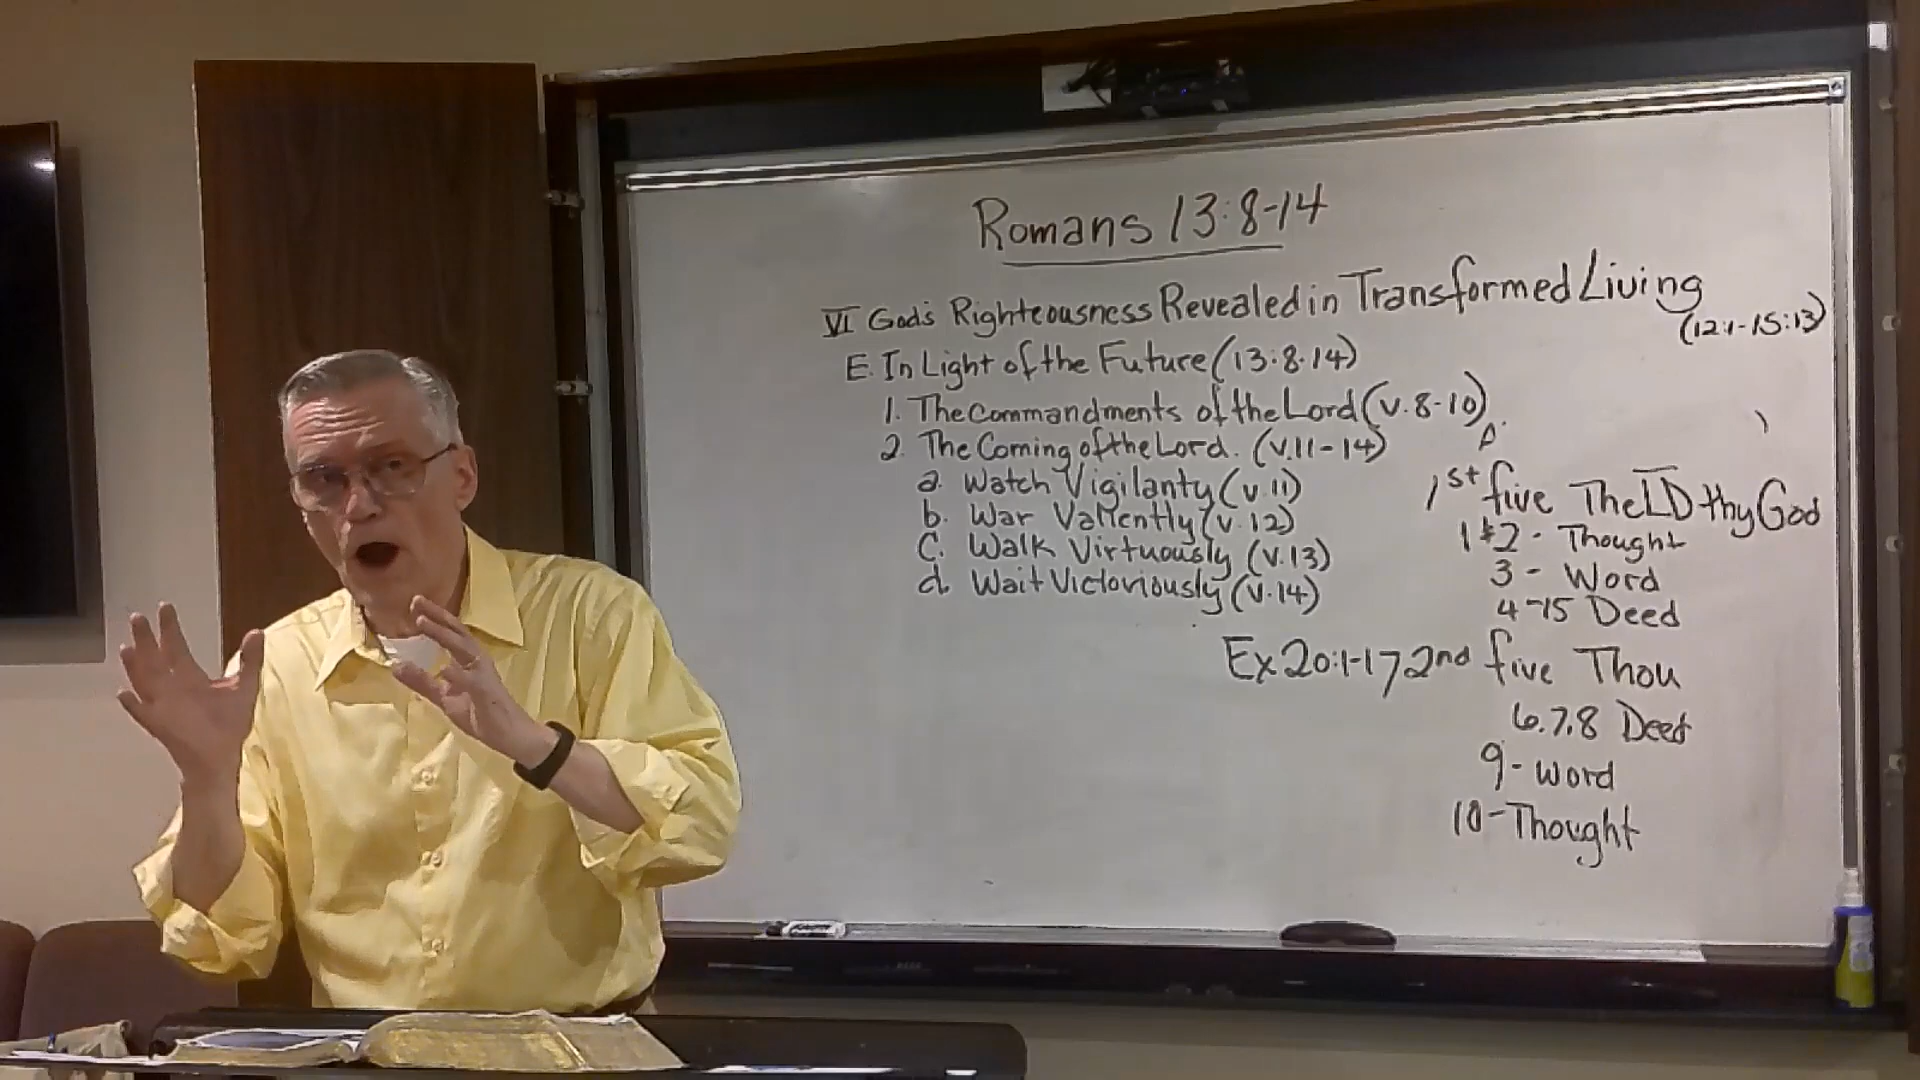 Romans 13:8-14
VI God's Righteousness Revealed in Transformed Living
(12:1-15:13)
E. In Light of the Future (13:8-14)
1. The Commandments of the Lord (v.8-10)
2. The Coming of the Lord. (v.11-14)
a. Watch Vigilanty (v.11)
b. War Valiently (v.12)
c. Walk Virtuously (v.13)
d. Wait Victoriously (v.14)
1st five The LD thy God
1 & 2 - Thought
3 - Word
4-15 Deed
Ex 20:1-17 2nd five Thou
6.7.8 Deed
9 - Word
10 - Thought